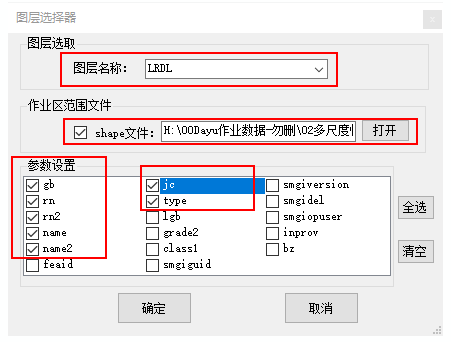 图层选择器
图层选取
图层名称： LRDL
作业区范围文件
shape文件： H:\00Dayu作业数据-勿删\02多尺度 打开
参数设置
gb jc smgiversion
rn type smgidel
rn2 lgb smgiopuser
name grade2 inprov
name2 class1 bz
feaid smgiguid
全选
清空
确定 取消